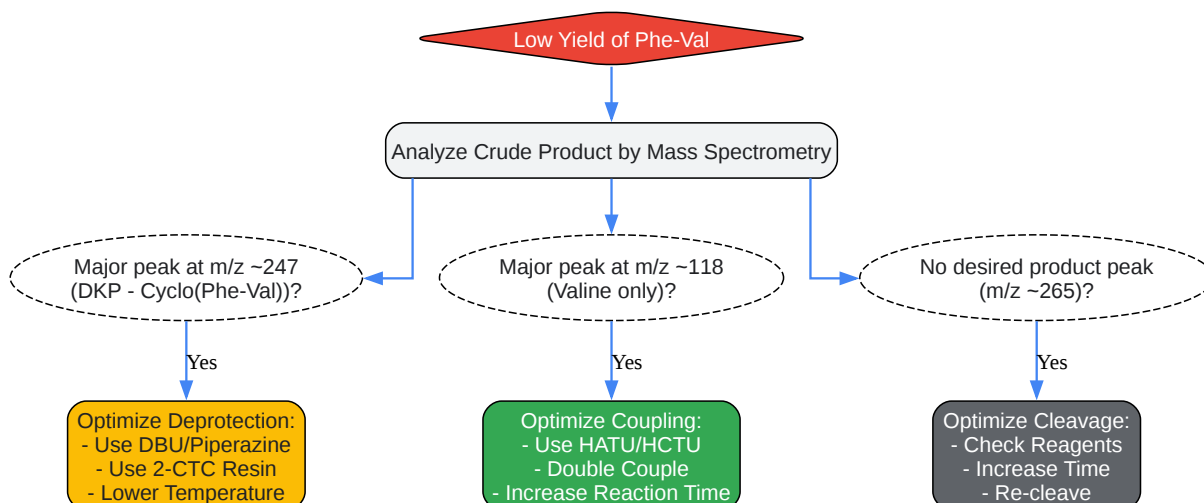 Low Yield of Phe-Val
Analyze Crude Product by Mass Spectrometry
Major peak at m/z ~247
(DKP - Cyclo(Phe-Val))?
Major peak at m/z ~118
(Valine only)?
No desired product peak
(m/z ~265)?
Yes
Yes
Yes
Optimize Deprotection:
- Use DBU/Piperazine
- Use 2-CTC Resin
- Lower Temperature
Optimize Coupling:
- Use HATU/HCTU
- Double Couple
- Increase Reaction Time
Optimize Cleavage:
- Check Reagents
- Increase Time
- Re-cleave